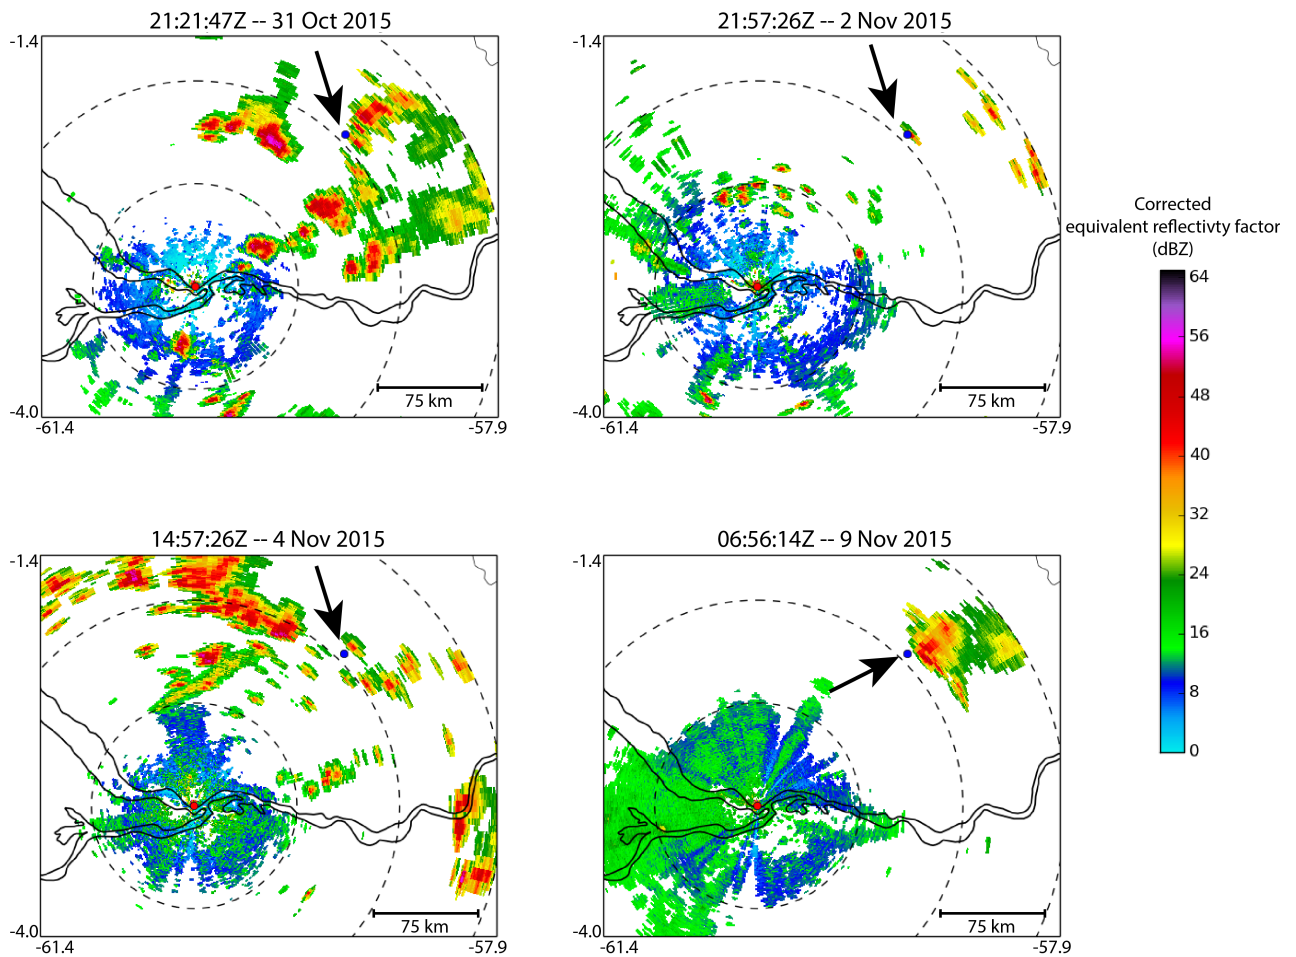 21:21:47Z -- 31 Oct 2015
-1.4
75 km
-4.0
-61.4
-57.9
21:57:26Z -- 2 Nov 2015
-1.4
75 km
-4.0
-61.4
-57.9
Corrected
equivalent reflectivty factor
(dBZ)
64
56
48
40
32
24
16
8
0
14:57:26Z -- 4 Nov 2015
-1.4
75 km
-4.0
-61.4
-57.9
06:56:14Z -- 9 Nov 2015
-1.4
75 km
-4.0
-61.4
-57.9